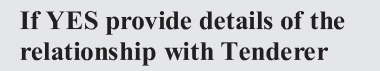 If YES provide details of the
relationship with Tenderer